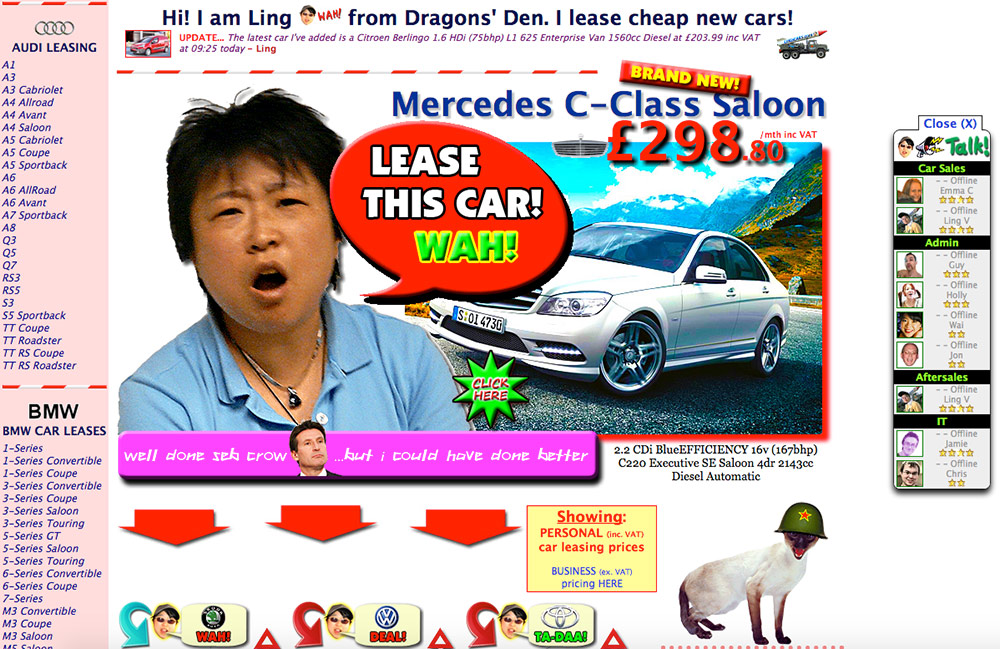 AUDI LEASING
A1
A3
A3 Cabriolet
A4 Allroad
A4 Avant
A4 Saloon
A5 Cabriolet
A5 Coupe
A5 Sportback
A6
A6 AllRoad
A6 Avant
A7 Sportback
A8
Q3
Q5
Q7
RS3
RS5
S3
S5 Sportback
TT Coupe
TT Roadster
TT RS Coupe
TT RS Roadster
BMW
BMW CAR LEASES
1-Series
1-Series Convertible
1-Series Coupe
3-Series Convertible
3-Series Coupe
3-Series Saloon
3-Series Touring
5-Series GT
5-Series Saloon
5-Series Touring
6-Series Convertible
6-Series Coupe
7-Series
M3 Convertible
M3 Coupe
M3 Saloon
M5 Saloon
Hi! I am Ling WAH! from Dragons' Den. I lease cheap new cars!
UPDATE... The latest car I've added is a Citroen Berlingo 1.6 HDi (75bhp) L1 625 Enterprise Van 1560cc Diesel at £203.99 inc VAT
at 09:25 today - Ling
BRAND NEW!
Mercedes C-Class Saloon
£298.80 /mth inc VAT
LEASE
THIS CAR!
WAH!
S:OI 4730
CLICK
HERE
well done seb crow ...but i could have done better
2.2 CDi BlueEFFICIENCY 16v (167bhp)
C220 Executive SE Saloon 4dr 2143cc
Diesel Automatic
Showing:
PERSONAL (inc. VAT)
car leasing prices
BUSINESS (ex. VAT)
pricing HERE
WAH!
DEAL!
TA-DAA!
Close (X)
Talk!
Car Sales
- - Offline
Emma C
- - Offline
Ling V
Admin
- - Offline
Guy
- - Offline
Holly
- - Offline
Wai
- - Offline
Jon
Aftersales
- - Offline
Ling V
IT
- - Offline
Jamie
- - Offline
Chris